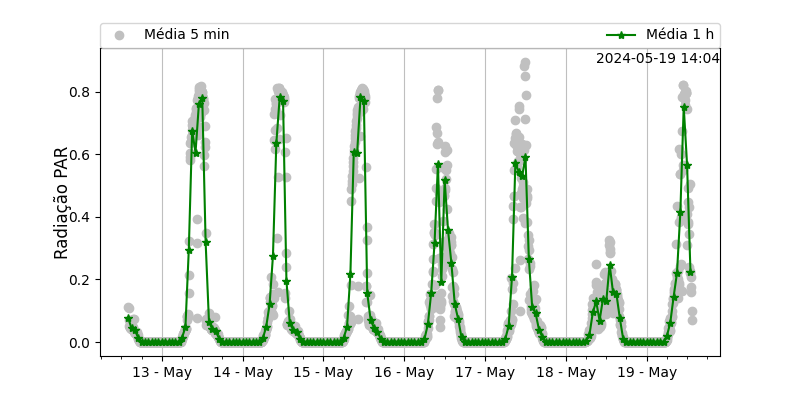 Média 5 min
Média 1 h
2024-05-19 14:04
Radiação PAR
0.8
0.6
0.4
0.2
0.0
13 - May
14 - May
15 - May
16 - May
17 - May
18 - May
19 - May